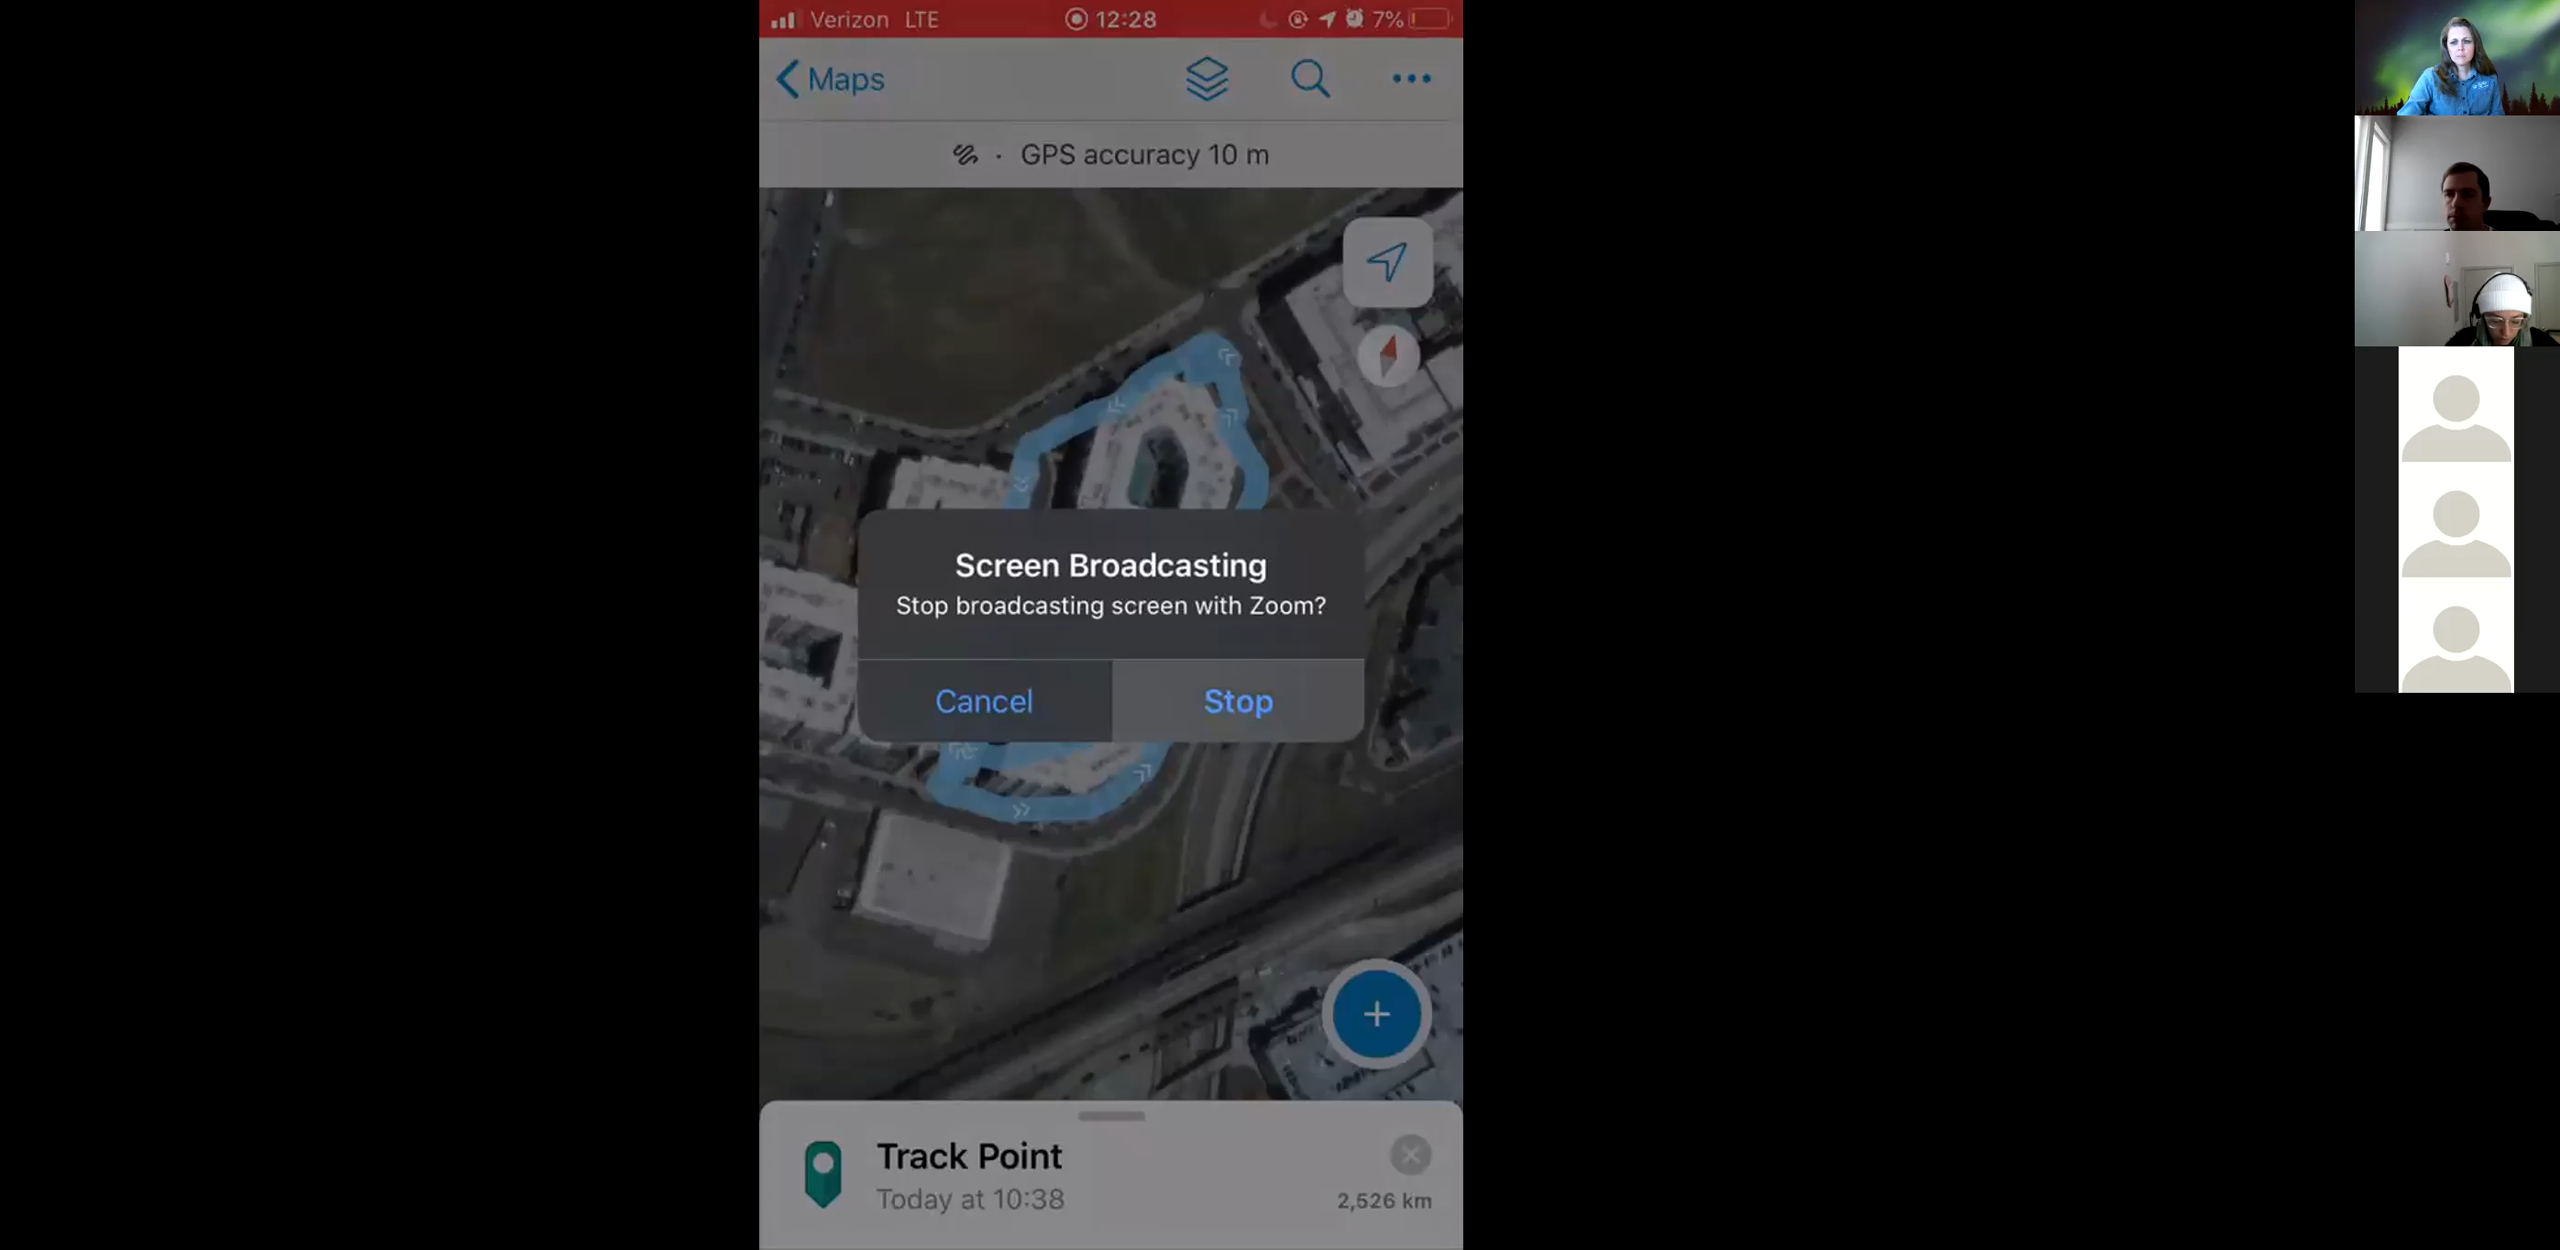 Verizon LTE 12:28 7%
Maps
GPS accuracy 10 m
Screen Broadcasting
Stop broadcasting screen with Zoom?
Cancel Stop
Track Point
Today at 10:38 2,526 km